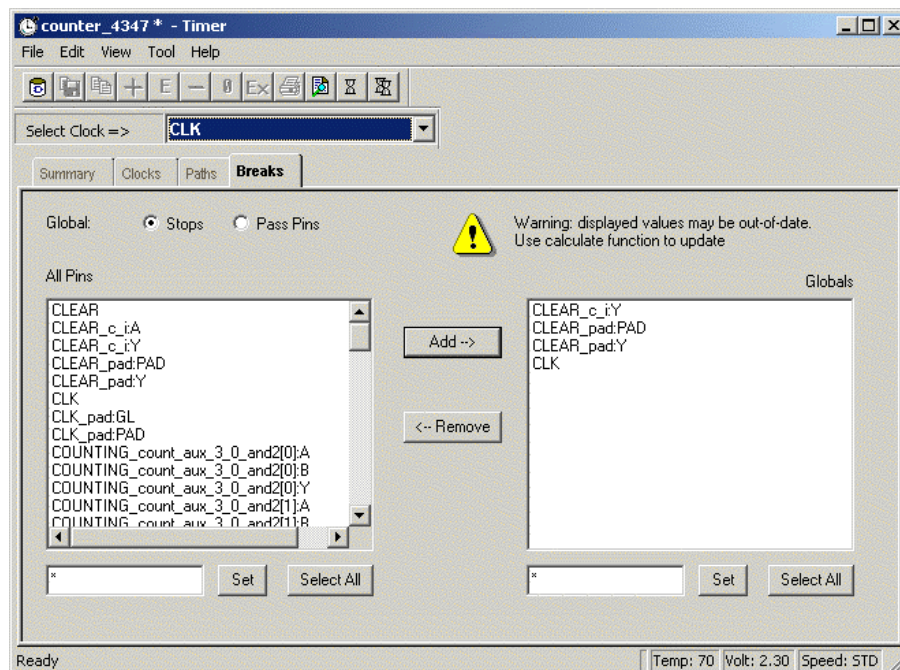 counter_4347 * - Timer
File Edit View Tool Help
E Ø Ex
Select Clock => CLK
Summary Clocks Paths Breaks
Global: Stops Pass Pins
Warning: displayed values may be out-of-date.
Use calculate function to update
All Pins
Globals
CLEAR
CLEAR_c_i:A
CLEAR_c_i:Y
CLEAR_pad:PAD
CLEAR_pad:Y
CLK
CLK_pad:GL
CLK_pad:PAD
COUNTING_count_aux_3_0_and2[0]:A
COUNTING_count_aux_3_0_and2[0]:B
COUNTING_count_aux_3_0_and2[0]:Y
COUNTING_count_aux_3_0_and2[1]:A
COUNTING_count_aux_3_0_and2[1]:B
Add -->
<-- Remove
CLEAR_c_i:Y
CLEAR_pad:PAD
CLEAR_pad:Y
CLK
* Set Select All
* Set Select All
Ready Temp: 70 Volt: 2.30 Speed: STD